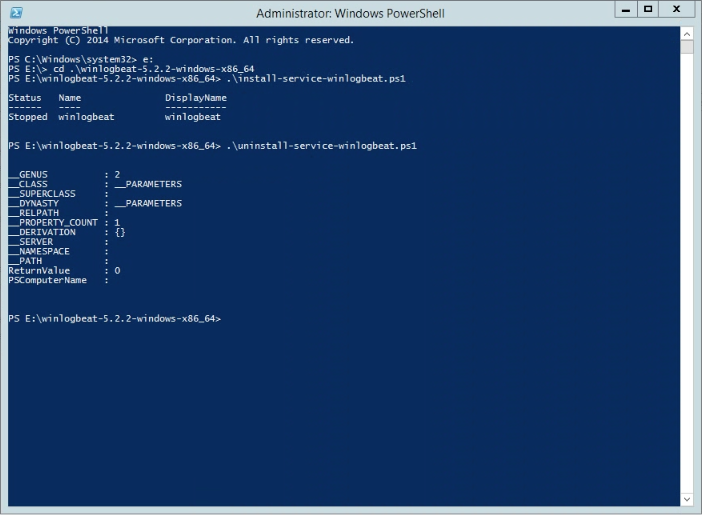 Administrator: Windows PowerShell
Windows PowerShell
Copyright (C) 2014 Microsoft Corporation. All rights reserved.
PS C:\Windows\system32> e:
PS E:\> cd .\winlogbeat-5.2.2-windows-x86_64
PS E:\winlogbeat-5.2.2-windows-x86_64> .\install-service-winlogbeat.ps1
Status   Name               DisplayName
------   ----               -----------
Stopped  winlogbeat         winlogbeat
PS E:\winlogbeat-5.2.2-windows-x86_64> .\uninstall-service-winlogbeat.ps1
__GENUS          : 2
__CLASS          : __PARAMETERS
__SUPERCLASS     :
__DYNASTY        : __PARAMETERS
__RELPATH        :
__PROPERTY_COUNT : 1
__DERIVATION     : {}
__SERVER         :
__NAMESPACE      :
__PATH           :
ReturnValue      : 0
PSComputerName   :
PS E:\winlogbeat-5.2.2-windows-x86_64>